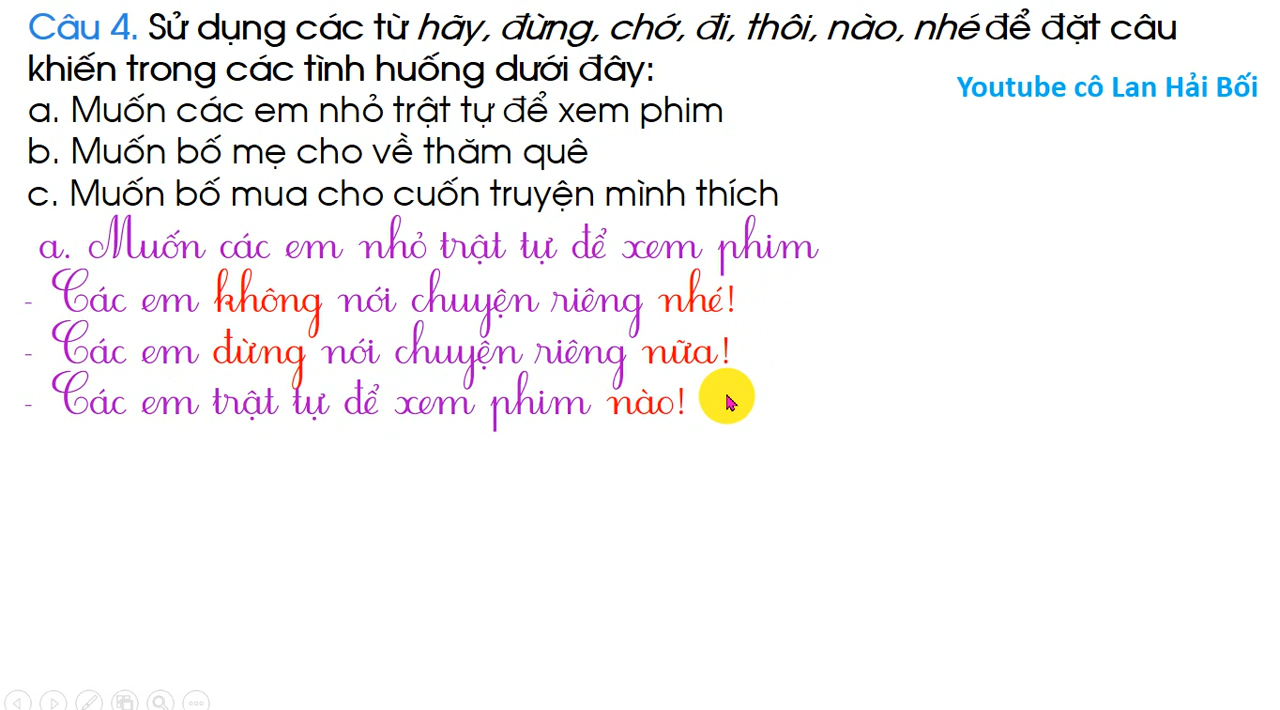 Câu 4. Sử dụng các từ hãy, đừng, chớ, đi, thôi, nào, nhé để đặt câu
khiến trong các tình huống dưới đây:
Youtube cô Lan Hải Bối
a. Muốn các em nhỏ trật tự để xem phim
b. Muốn bố mẹ cho về thăm quê
c. Muốn bố mua cho cuốn truyện mình thích
a. Muốn các em nhỏ trật tự để xem phim
- Các em không nói chuyện riêng nhé!
- Các em đừng nói chuyện riêng nữa!
- Các em trật tự để xem phim nào!